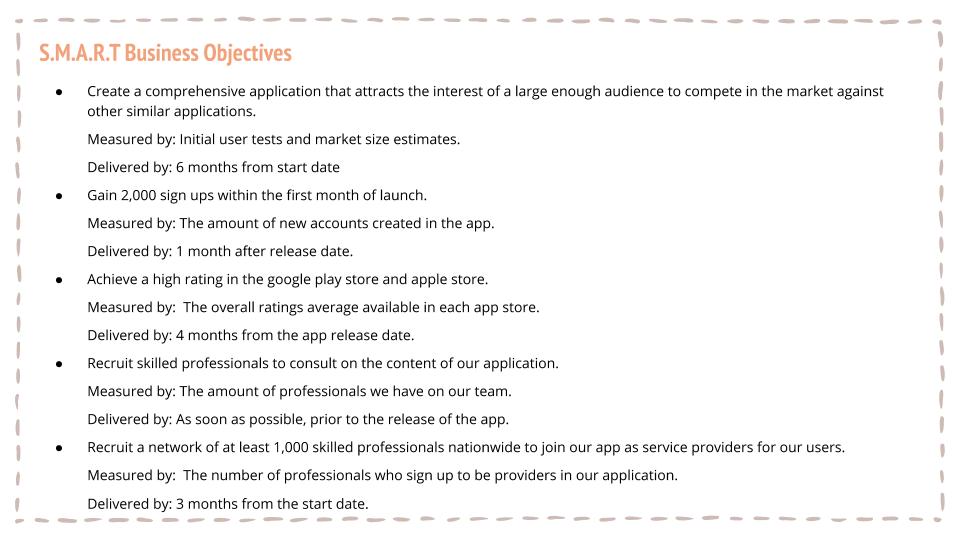 S.M.A.R.T Business Objectives
● Create a comprehensive application that attracts the interest of a large enough audience to compete in the market against
other similar applications.
Measured by: Initial user tests and market size estimates.
Delivered by: 6 months from start date
● Gain 2,000 sign ups within the first month of launch.
Measured by: The amount of new accounts created in the app.
Delivered by: 1 month after release date.
● Achieve a high rating in the google play store and apple store.
Measured by:  The overall ratings average available in each app store.
Delivered by: 4 months from the app release date.
● Recruit skilled professionals to consult on the content of our application.
Measured by: The amount of professionals we have on our team.
Delivered by: As soon as possible, prior to the release of the app.
● Recruit a network of at least 1,000 skilled professionals nationwide to join our app as service providers for our users.
Measured by:  The number of professionals who sign up to be providers in our application.
Delivered by: 3 months from the start date.